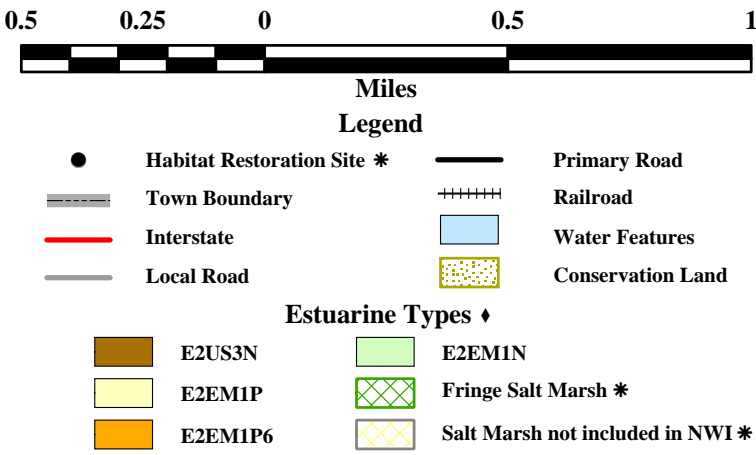 0.5 0.25 0 0.5 1
Miles
Legend
Habitat Restoration Site ✱ Primary Road
Town Boundary Railroad
Interstate Water Features
Local Road Conservation Land
Estuarine Types ♦
E2US3N E2EM1N
E2EM1P Fringe Salt Marsh ✱
E2EM1P6 Salt Marsh not included in NWI ✱